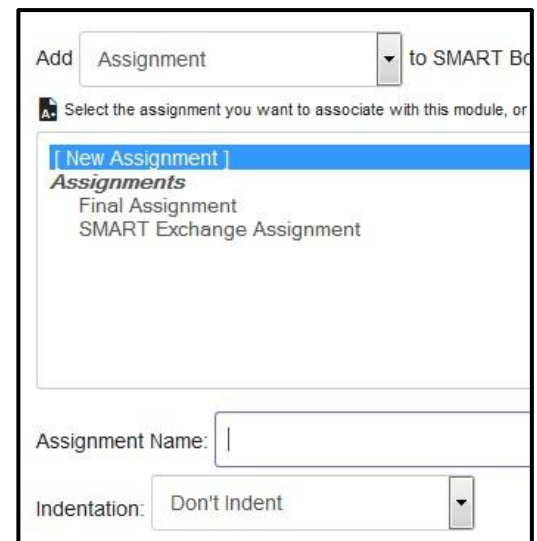 Add Assignment to SMART Bo
A+ Select the assignment you want to associate with this module, or
[ New Assignment ]
Assignments
Final Assignment
SMART Exchange Assignment
Assignment Name:
Indentation: Don't Indent